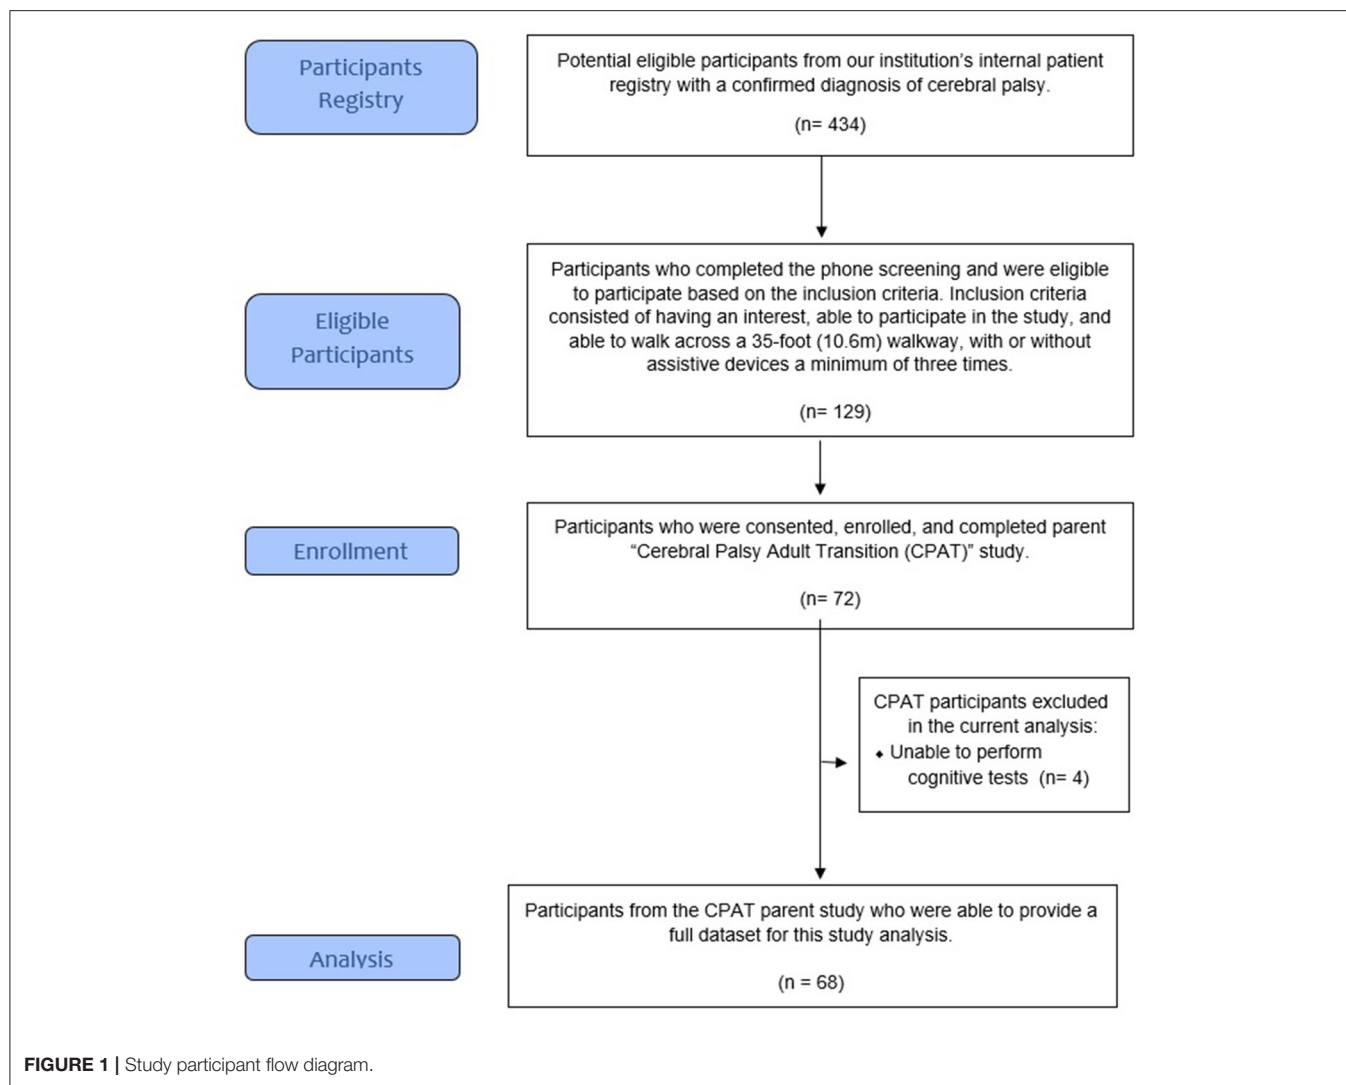 Participants
Registry
Potential eligible participants from our institution's internal patient
registry with a confirmed diagnosis of cerebral palsy.
(n= 434)
Eligible
Participants
Participants who completed the phone screening and were eligible
to participate based on the inclusion criteria. Inclusion criteria
consisted of having an interest, able to participate in the study, and
able to walk across a 35-foot (10.6m) walkway, with or without
assistive devices a minimum of three times.
(n= 129)
Enrollment
Participants who were consented, enrolled, and completed parent
“Cerebral Palsy Adult Transition (CPAT)” study.
(n= 72)
CPAT participants excluded
in the current analysis:
⬥ Unable to perform
cognitive tests (n= 4)
Analysis
Participants from the CPAT parent study who were able to provide a
full dataset for this study analysis.
(n = 68)
FIGURE 1 | Study participant flow diagram.